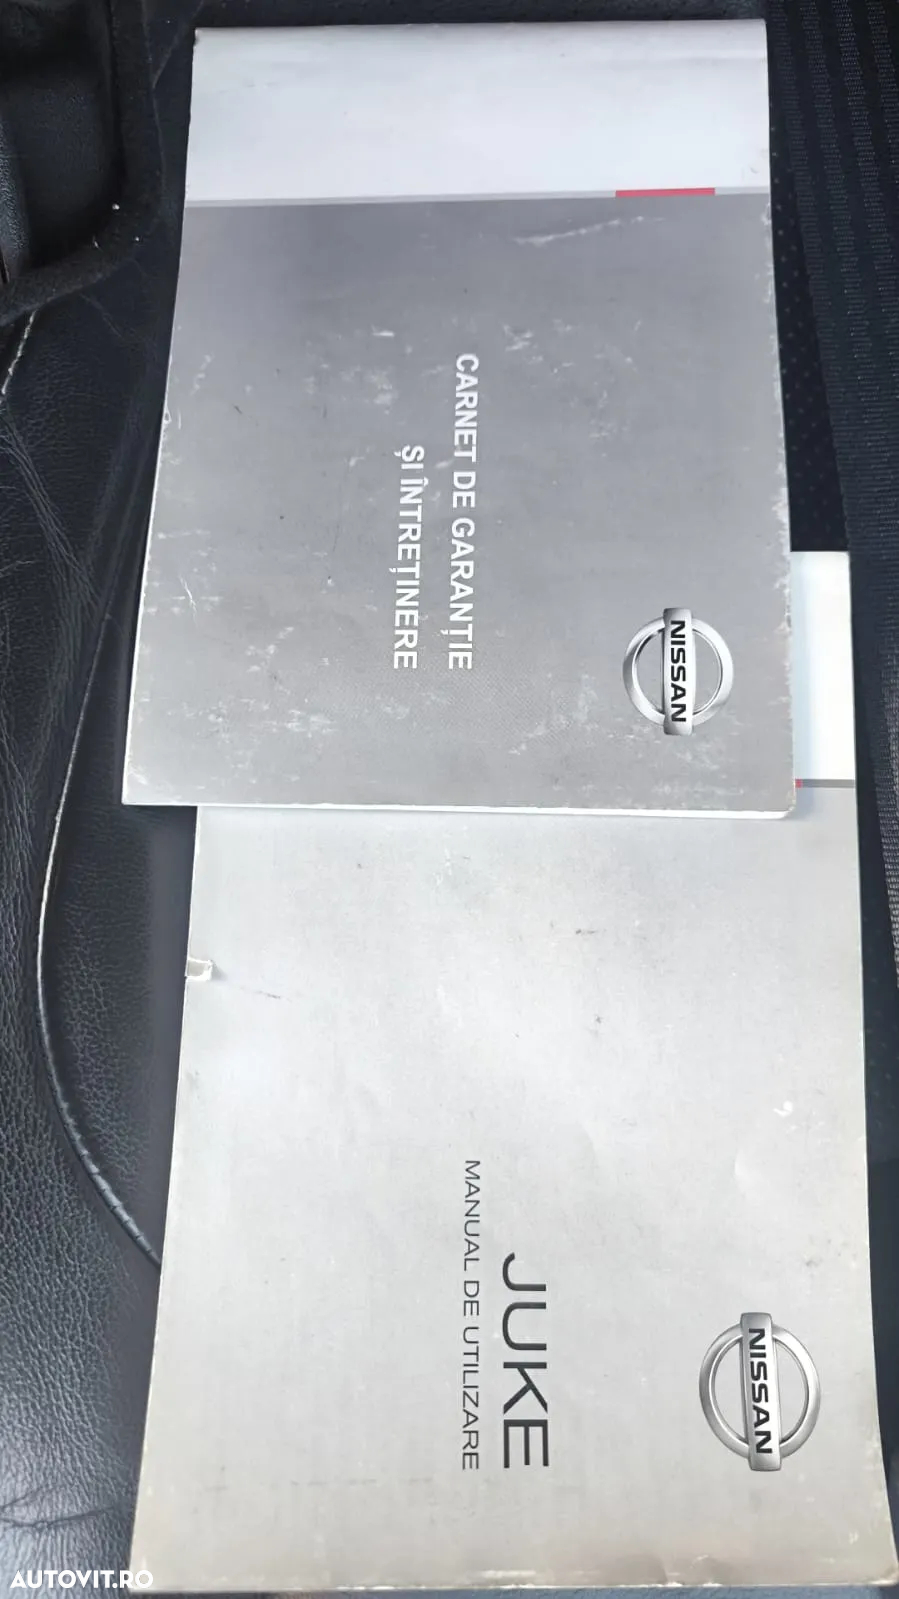 CARNET DE GARANȚIE
ȘI ÎNTREȚINERE
NISSAN
JUKE
MANUAL DE UTILIZARE
NISSAN
AUTOVIT.RO